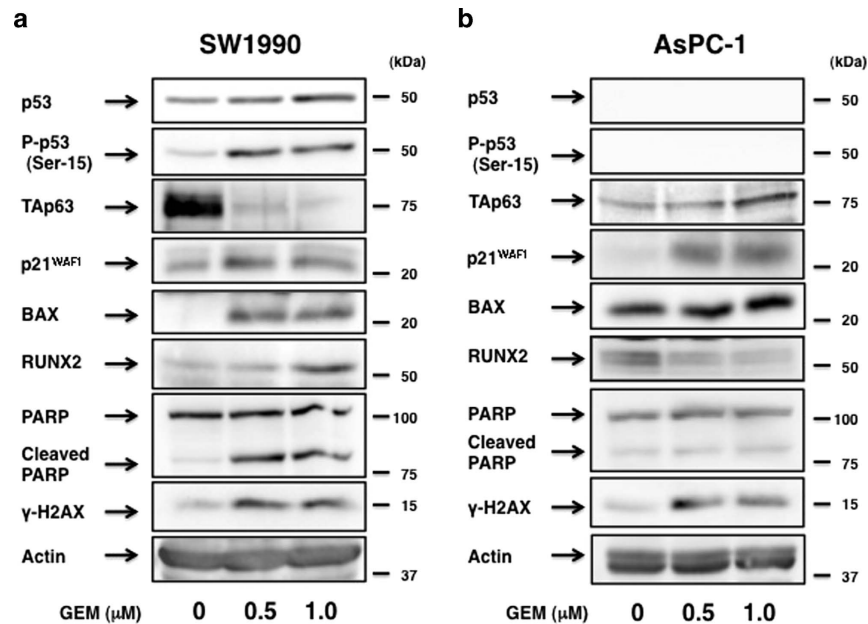 a
SW1990
(kDa)
p53
50
P-p53
(Ser-15)
50
TAp63
75
p21WAF1
20
BAX
20
RUNX2
50
PARP
100
Cleaved
PARP
75
γ-H2AX
15
Actin
37
GEM (μM) 0 0.5 1.0
b
AsPC-1
(kDa)
p53
50
P-p53
(Ser-15)
50
TAp63
75
p21WAF1
20
BAX
20
RUNX2
50
PARP
100
Cleaved
PARP
75
γ-H2AX
15
Actin
37
GEM (μM) 0 0.5 1.0